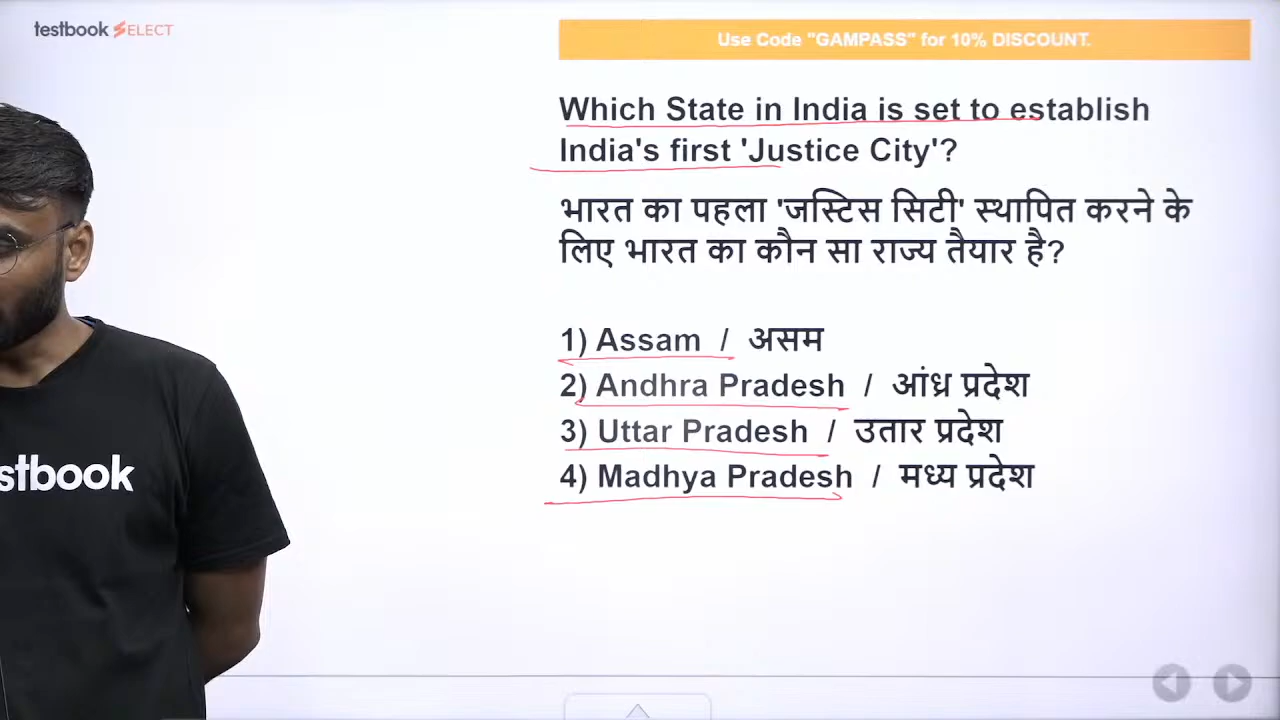 testbook SELECT
Use Code "GAMPASS" for 10% DISCOUNT.
Which State in India is set to establish
India's first 'Justice City'?
भारत का पहला 'जस्टिस सिटी' स्थापित करने के
लिए भारत का कौन सा राज्य तैयार है?
1) Assam / असम
2) Andhra Pradesh / आंध्र प्रदेश
3) Uttar Pradesh / उतार प्रदेश
4) Madhya Pradesh / मध्य प्रदेश
stbook